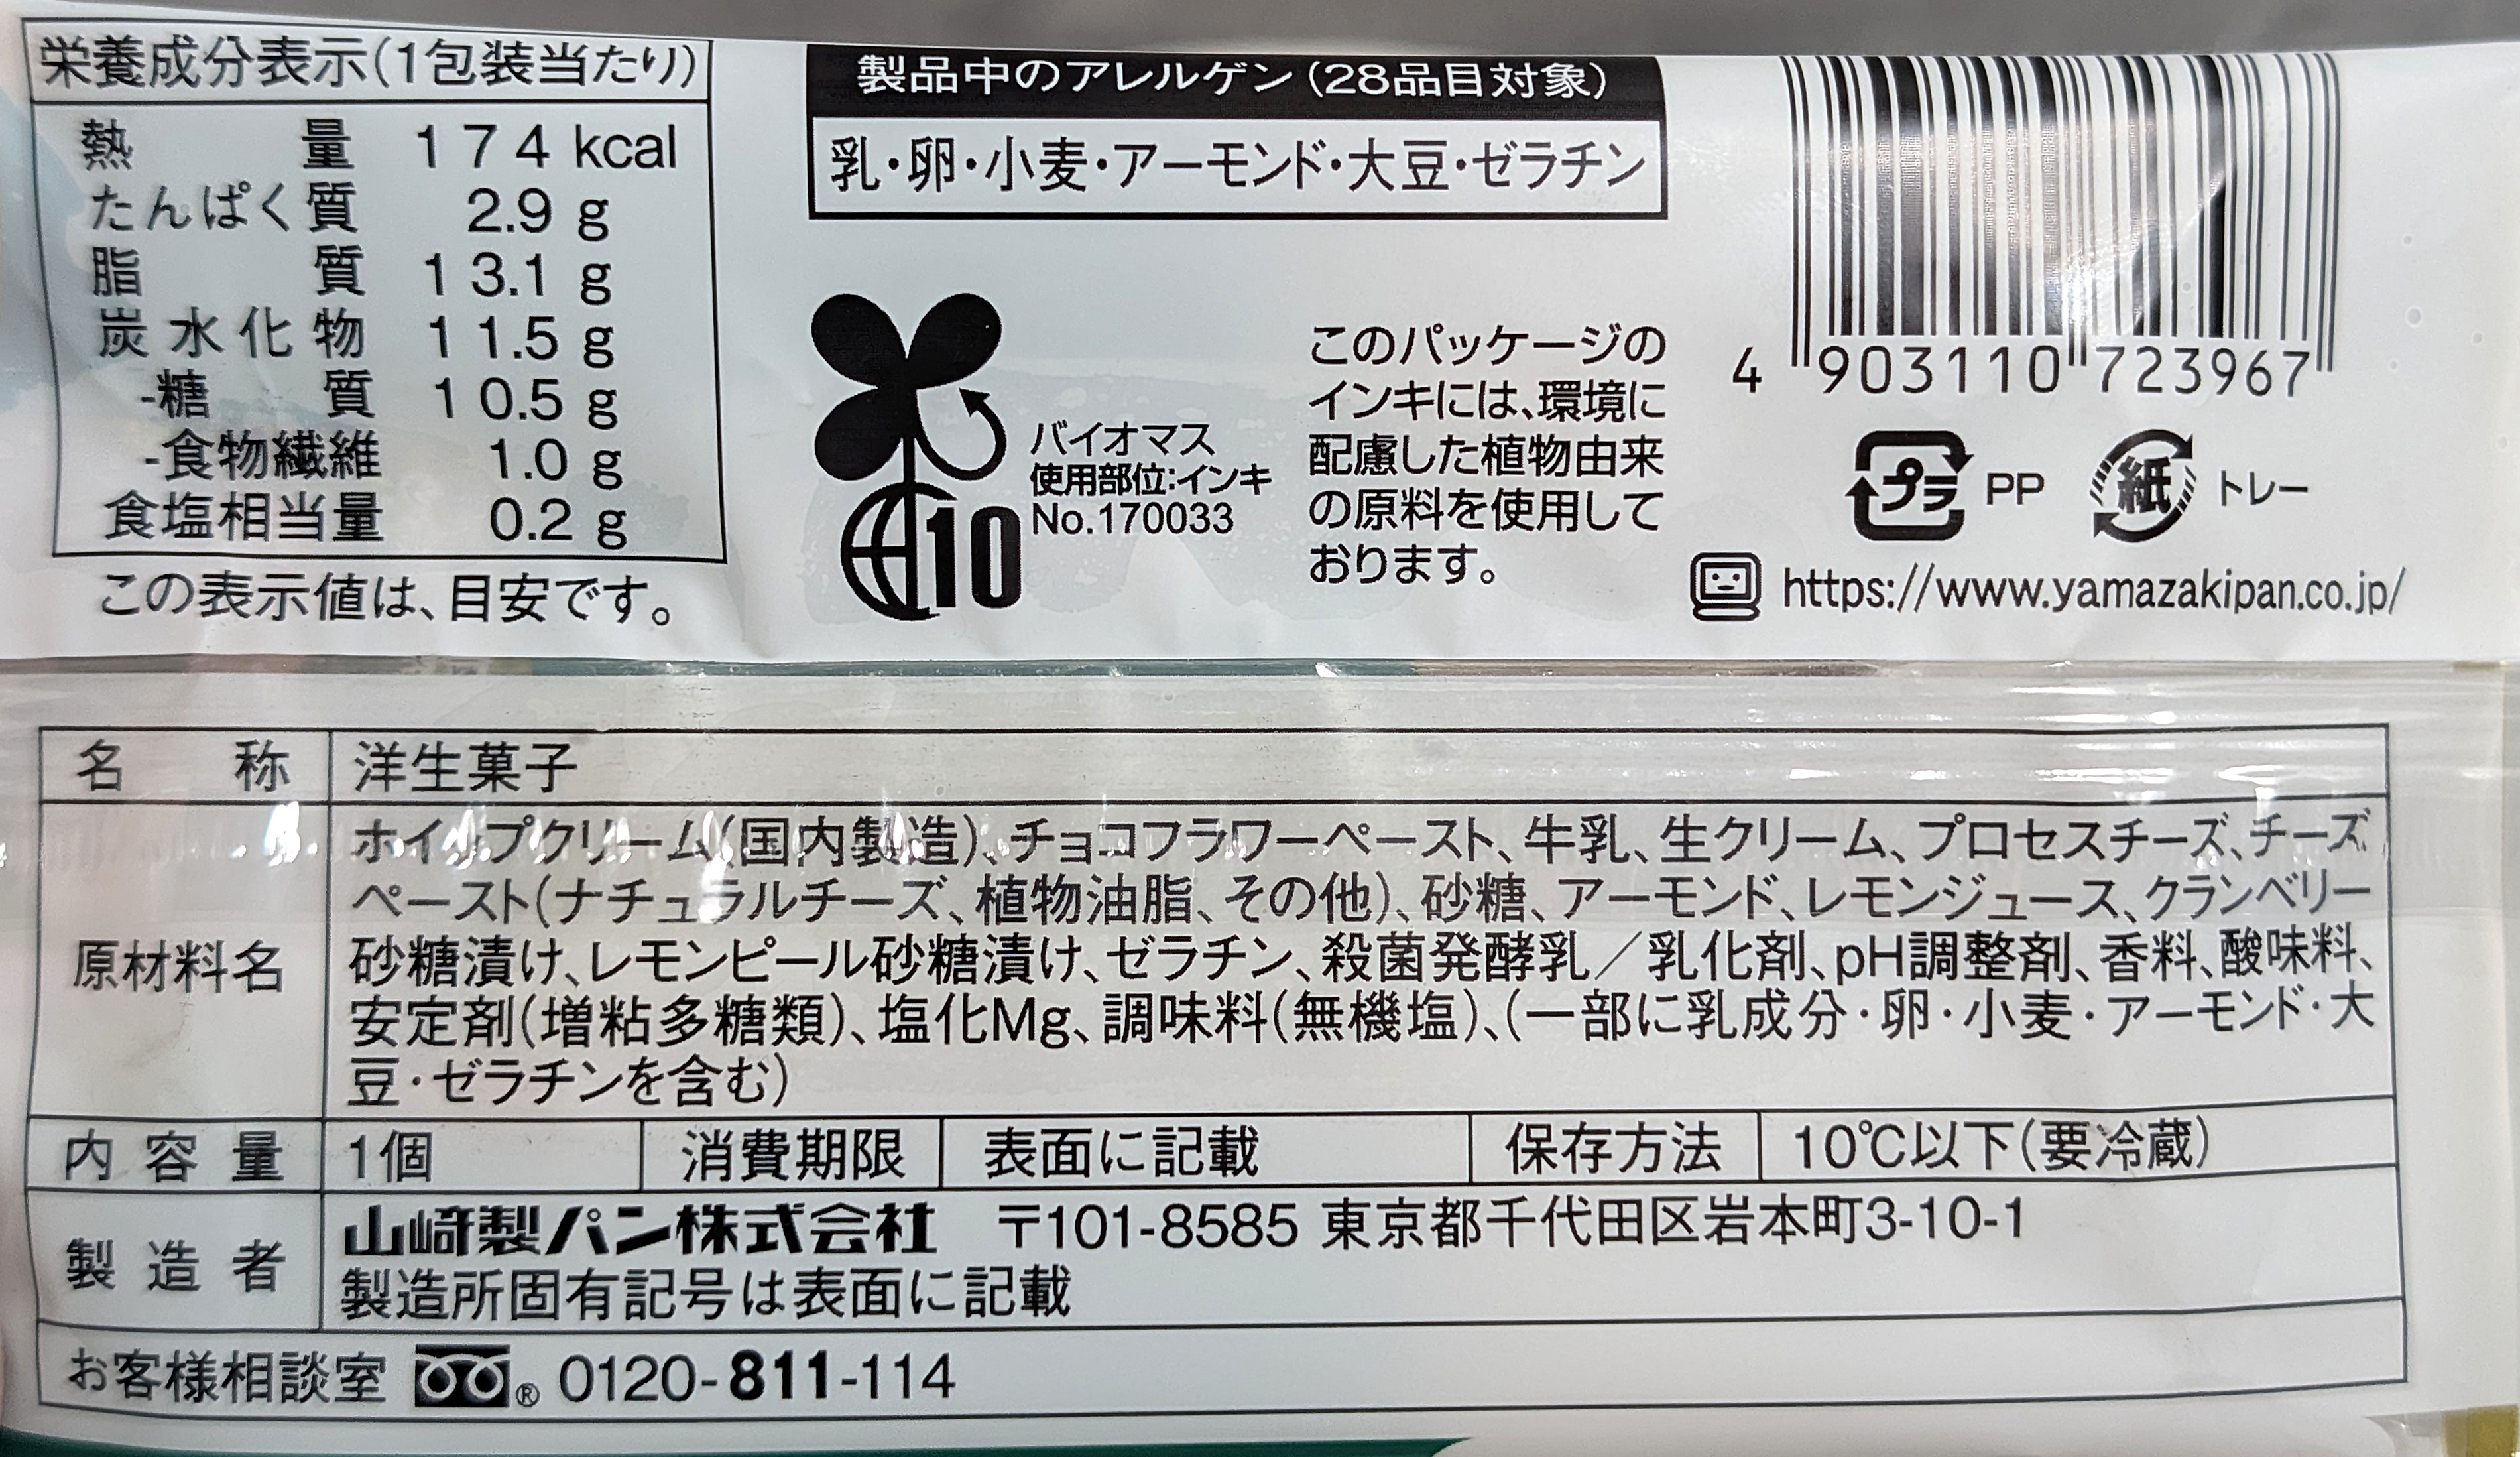 栄養成分表示(1包装当たり)
熱量 174 kcal
たんぱく質 2.9 g
脂質 13.1 g
炭水化物 11.5 g
-糖質 10.5 g
-食物繊維 1.0 g
食塩相当量 0.2 g
この表示値は、目安です。
製品中のアレルゲン(28品目対象)
乳・卵・小麦・アーモンド・大豆・ゼラチン
10
バイオマス
使用部位:インキ
No.170033
このパッケージの
インキには、環境に
配慮した植物由来
の原料を使用して
おります。
4 903110 723967
プラ PP 紙 トレー
https://www.yamazakipan.co.jp/
名称 洋生菓子
原材料名
ホイップクリーム(国内製造)、チョコフラワーペースト、牛乳、生クリーム、プロセスチーズ、チーズ
ペースト(ナチュラルチーズ、植物油脂、その他)、砂糖、アーモンド、レモンジュース、クランベリー
砂糖漬け、レモンピール砂糖漬け、ゼラチン、殺菌発酵乳/乳化剤、pH調整剤、香料、酸味料、
安定剤(増粘多糖類)、塩化Mg、調味料(無機塩)、(一部に乳成分・卵・小麦・アーモンド・大
豆・ゼラチンを含む)
内容量 1個 消費期限 表面に記載 保存方法 10℃以下(要冷蔵)
製造者
山崎製パン株式会社 〒101-8585 東京都千代田区岩本町3-10-1
製造所固有記号は表面に記載
お客様相談室 ® 0120-811-114